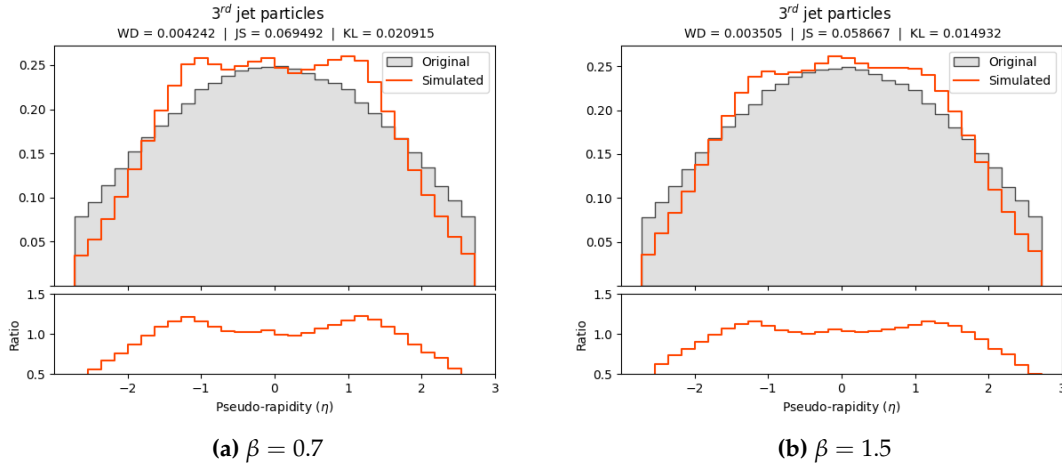 3rd jet particles
WD = 0.004242 | JS = 0.069492 | KL = 0.020915
0.25
0.20
0.15
0.10
0.05
Original
Simulated
1.5
1.0
0.5
Ratio
−2 −1 0 1 2 3
Pseudo-rapidity (η)
(a) β = 0.7
3rd jet particles
WD = 0.003505 | JS = 0.058667 | KL = 0.014932
0.25
0.20
0.15
0.10
0.05
Original
Simulated
1.5
1.0
0.5
Ratio
−2 −1 0 1 2 3
Pseudo-rapidity (η)
(b) β = 1.5